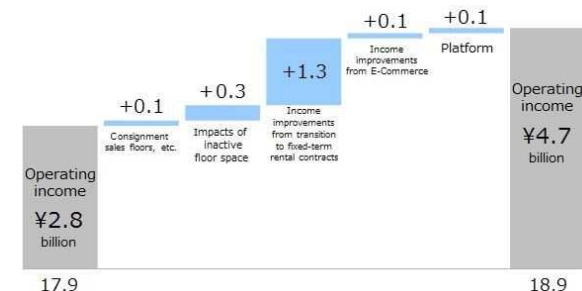 +0.1
+0.1
Income
improvements
from E-Commerce
Platform
+1.3
+0.3
+0.1
Operating
income
¥4.7
billion
Consignment
sales floors, etc.
Impacts of
inactive
floor space
Income
improvements
from transition
to fixed-term
rental contracts
Operating
income
¥2.8
billion
17.9
18.9